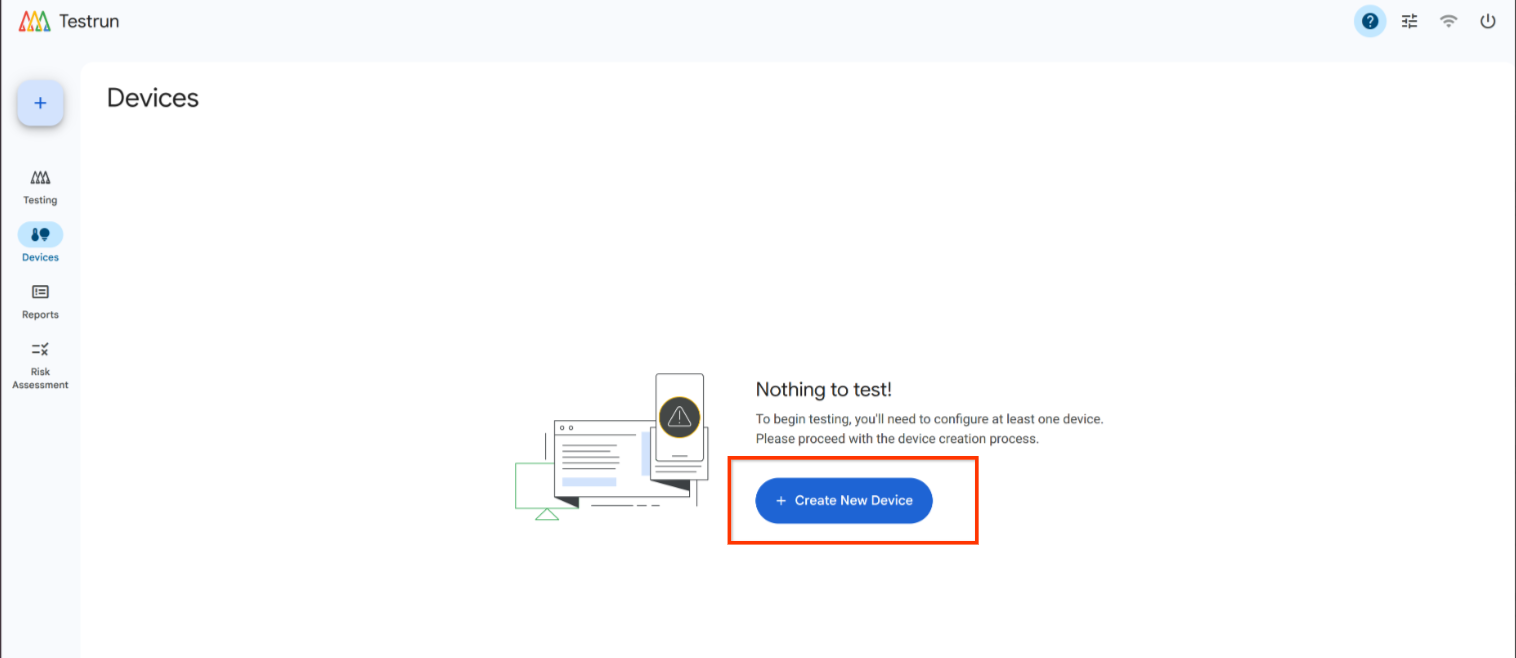 Testrun
Devices
Testing
Devices
Reports
Risk
Assessment
Nothing to test!
To begin testing, you'll need to configure at least one device.
Please proceed with the device creation process.
+ Create New Device